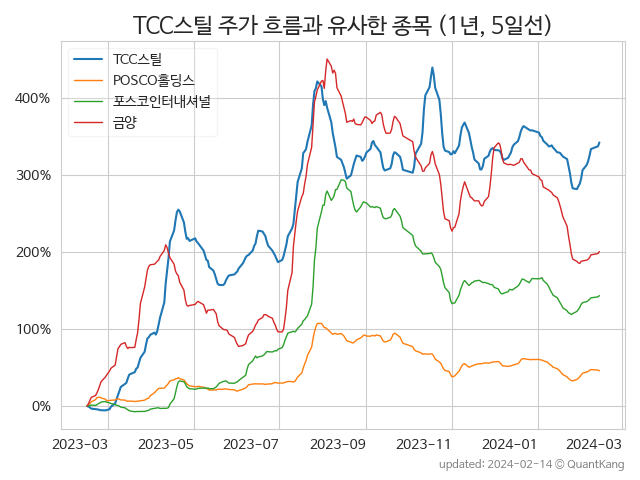 TCC스틸 주가 흐름과 유사한 종목 (1년, 5일선)
TCC스틸
POSCO홀딩스
포스코인터내셔널
금양
400%
300%
200%
100%
0%
2023-03 2023-05 2023-07 2023-09 2023-11 2024-01 2024-03
updated: 2024-02-14 © QuantKang